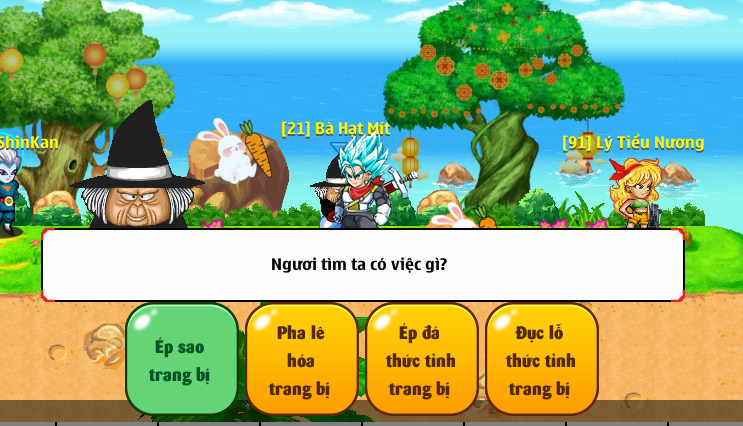 [21] Bà Hạt Mít
ShinKan
[91] Lý Tiểu Nương
Ngươi tìm ta có việc gì?
Ép sao
trang bị
Pha lê
hóa
trang bị
Ép đá
thức tỉnh
trang bị
Đục lỗ
thức tỉnh
trang bị